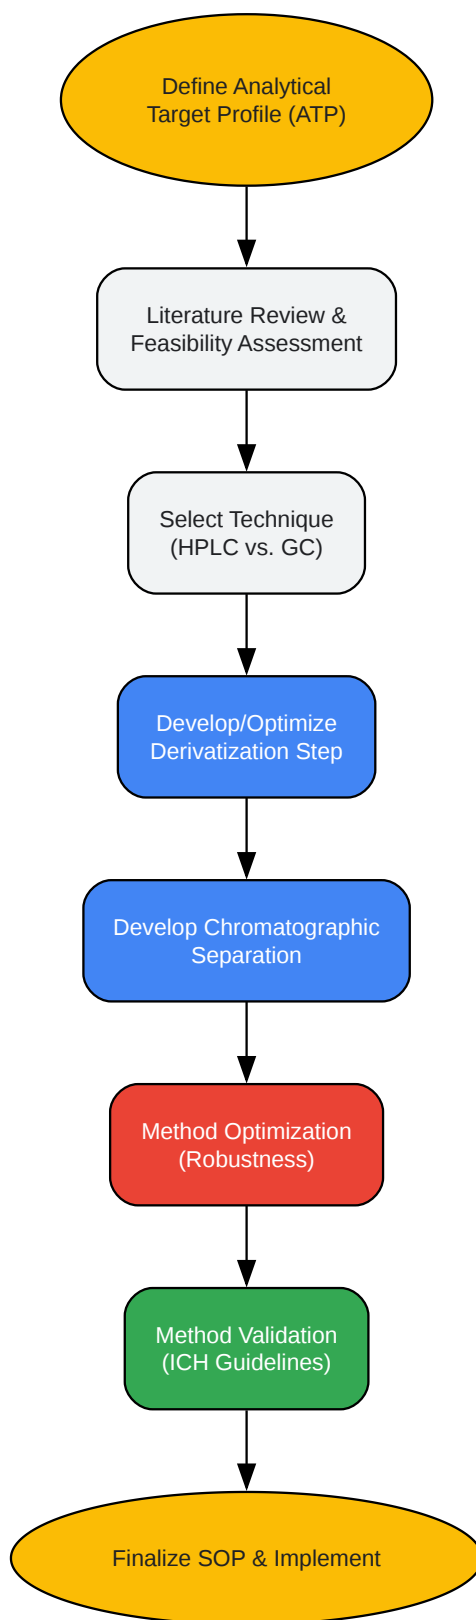 Define Analytical
Target Profile (ATP)
Literature Review &
Feasibility Assessment
Select Technique
(HPLC vs. GC)
Develop/Optimize
Derivatization Step
Develop Chromatographic
Separation
Method Optimization
(Robustness)
Method Validation
(ICH Guidelines)
Finalize SOP & Implement